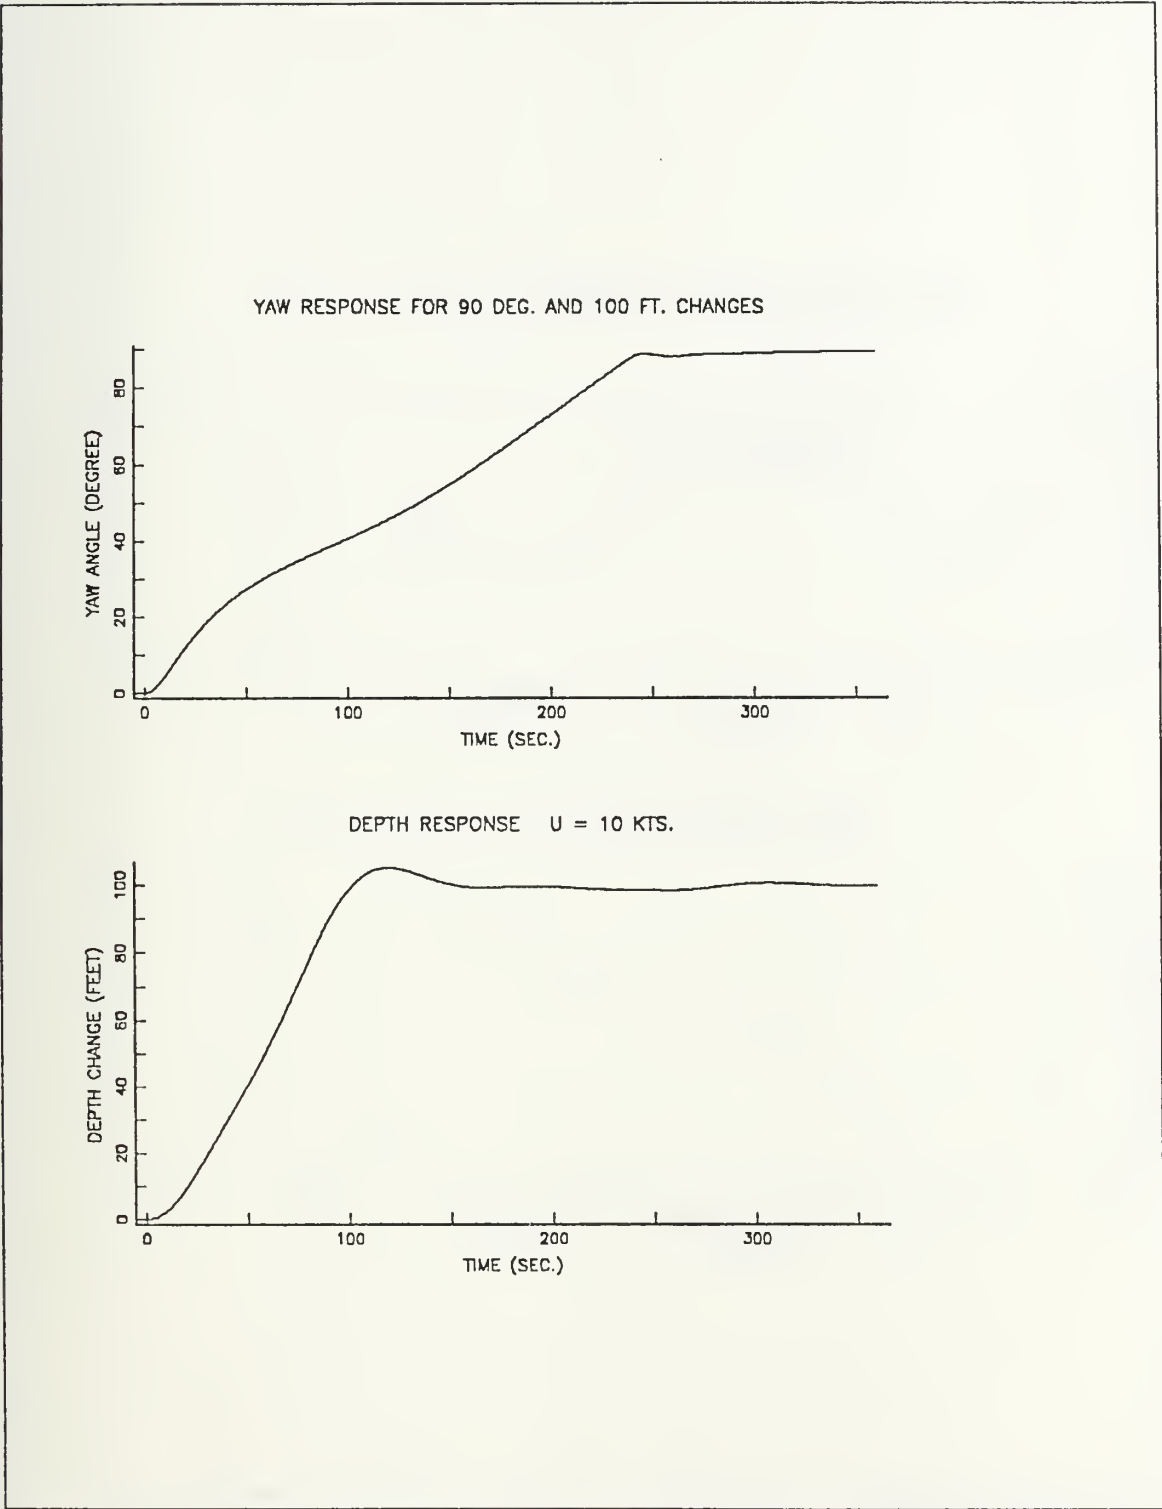 YAW RESPONSE FOR 90 DEG. AND 100 FT. CHANGES
YAW ANGLE (DEGREE)
80
60
40
20
0
0 100 200 300
TIME (SEC.)
DEPTH RESPONSE U = 10 KTS.
DEPTH CHANGE (FEET)
100
80
60
40
20
0
0 100 200 300
TIME (SEC.)